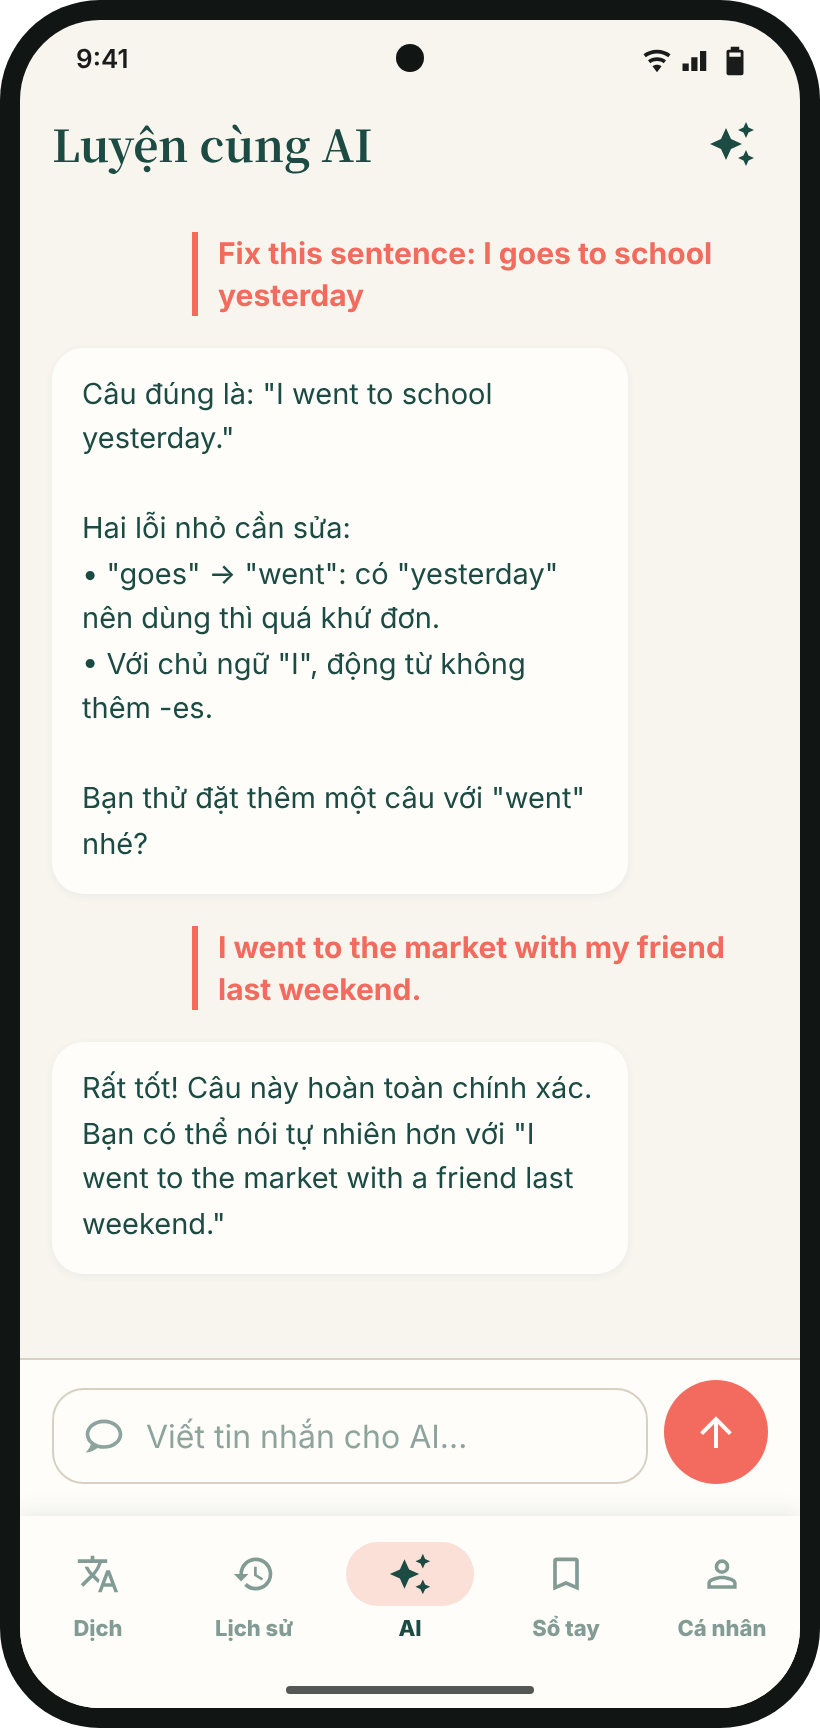 9:41
Luyện cùng AI
Fix this sentence: I goes to school
yesterday
Câu đúng là: "I went to school
yesterday."
Hai lỗi nhỏ cần sửa:
• "goes" → "went": có "yesterday"
nên dùng thì quá khứ đơn.
• Với chủ ngữ "I", động từ không
thêm -es.
Bạn thử đặt thêm một câu với "went"
nhé?
I went to the market with my friend
last weekend.
Rất tốt! Câu này hoàn toàn chính xác.
Bạn có thể nói tự nhiên hơn với "I
went to the market with a friend last
weekend."
Viết tin nhắn cho AI...
Dịch
Lịch sử
AI
Sổ tay
Cá nhân